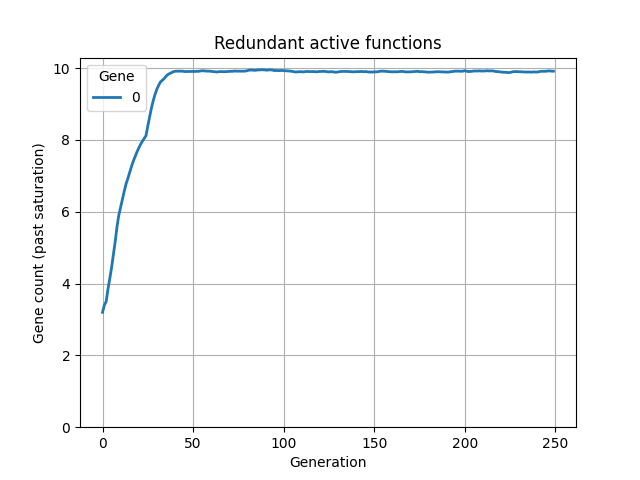 Redundant active functions
Gene
0
10
8
6
4
2
0
Gene count (past saturation)
0 50 100 150 200 250
Generation